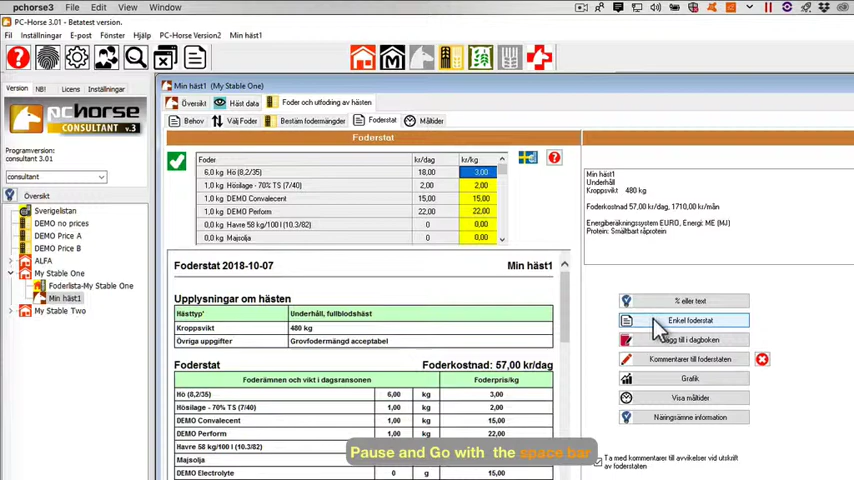 pchorse3 File Edit Window
PC-Horse 3.01 - Betatest version.
Fil Inställningar E-post Fönster Hjälp PC-Horse Version2 Min häst1
Version NB! Licens Inställningar
pchorse
CONSULTANT v.3
Programversion:
consultant 3.01
consultant
Översikt
Sverigelistan
DEMO no prices
DEMO Price A
DEMO Price B
ALFA
My Stable One
Foderlista-My Stable One
Min häst1
My Stable Two
Min häst1 (My Stable One)
Översikt Häst data Foder och utfodring av hästen
Behov Välj Foder Bestäm fodermängder Foderstat Måltider
Foderstat
Foder kr/dag kr/kg
6,0 kg Hö (8,2/35) 18,00 3,00
1,0 kg Hösilage - 70% TS (7/40) 2,00 2,00
1,0 kg DEMO Convalecent 15,00 15,00
1,0 kg DEMO Perform 22,00 22,00
0,0 kg Havre 58 kg/100 l (10.3/82) 0 0,00
0,0 kg Majsolja 0 0,00
Foderstat 2018-10-07 Min häst1
Upplysningar om hästen
Hästtyp' Underhåll, fullblodshäst
Kroppsvikt 480 kg
Övriga uppgifter Grovfodermängd acceptabel
Foderstat Foderkostnad: 57,00 kr/dag
Foderämnen och vikt i dagsransonen Foderpris/kg
Hö (8,2/35) 6,00 kg 3,00
Hösilage - 70% TS (7/40) 1,00 kg 2,00
DEMO Convalecent 1,00 kg 15,00
DEMO Perform 1,00 kg 22,00
Havre 58 kg/100 l (10.3/82)
Majsolja
DEMO Electrolyte 0 g 15,00
Min häst1
Underhåll
Kroppsvikt 480 kg
Foderkostnad 57,00 kr/dag, 1710,00 kr/mån
Energiberäkningssystem EURO, Energi: ME (MJ)
Protein: Smältbart råprotein
% eller text
Enkel foderstat
ägg till i dagboken
Kommentarer till foderstaten
Grafik
Visa måltider
Näringsämne information
Ta med kommentarer till avvikelser vid utskrift
av foderstaten
Pause and Go with the space bar